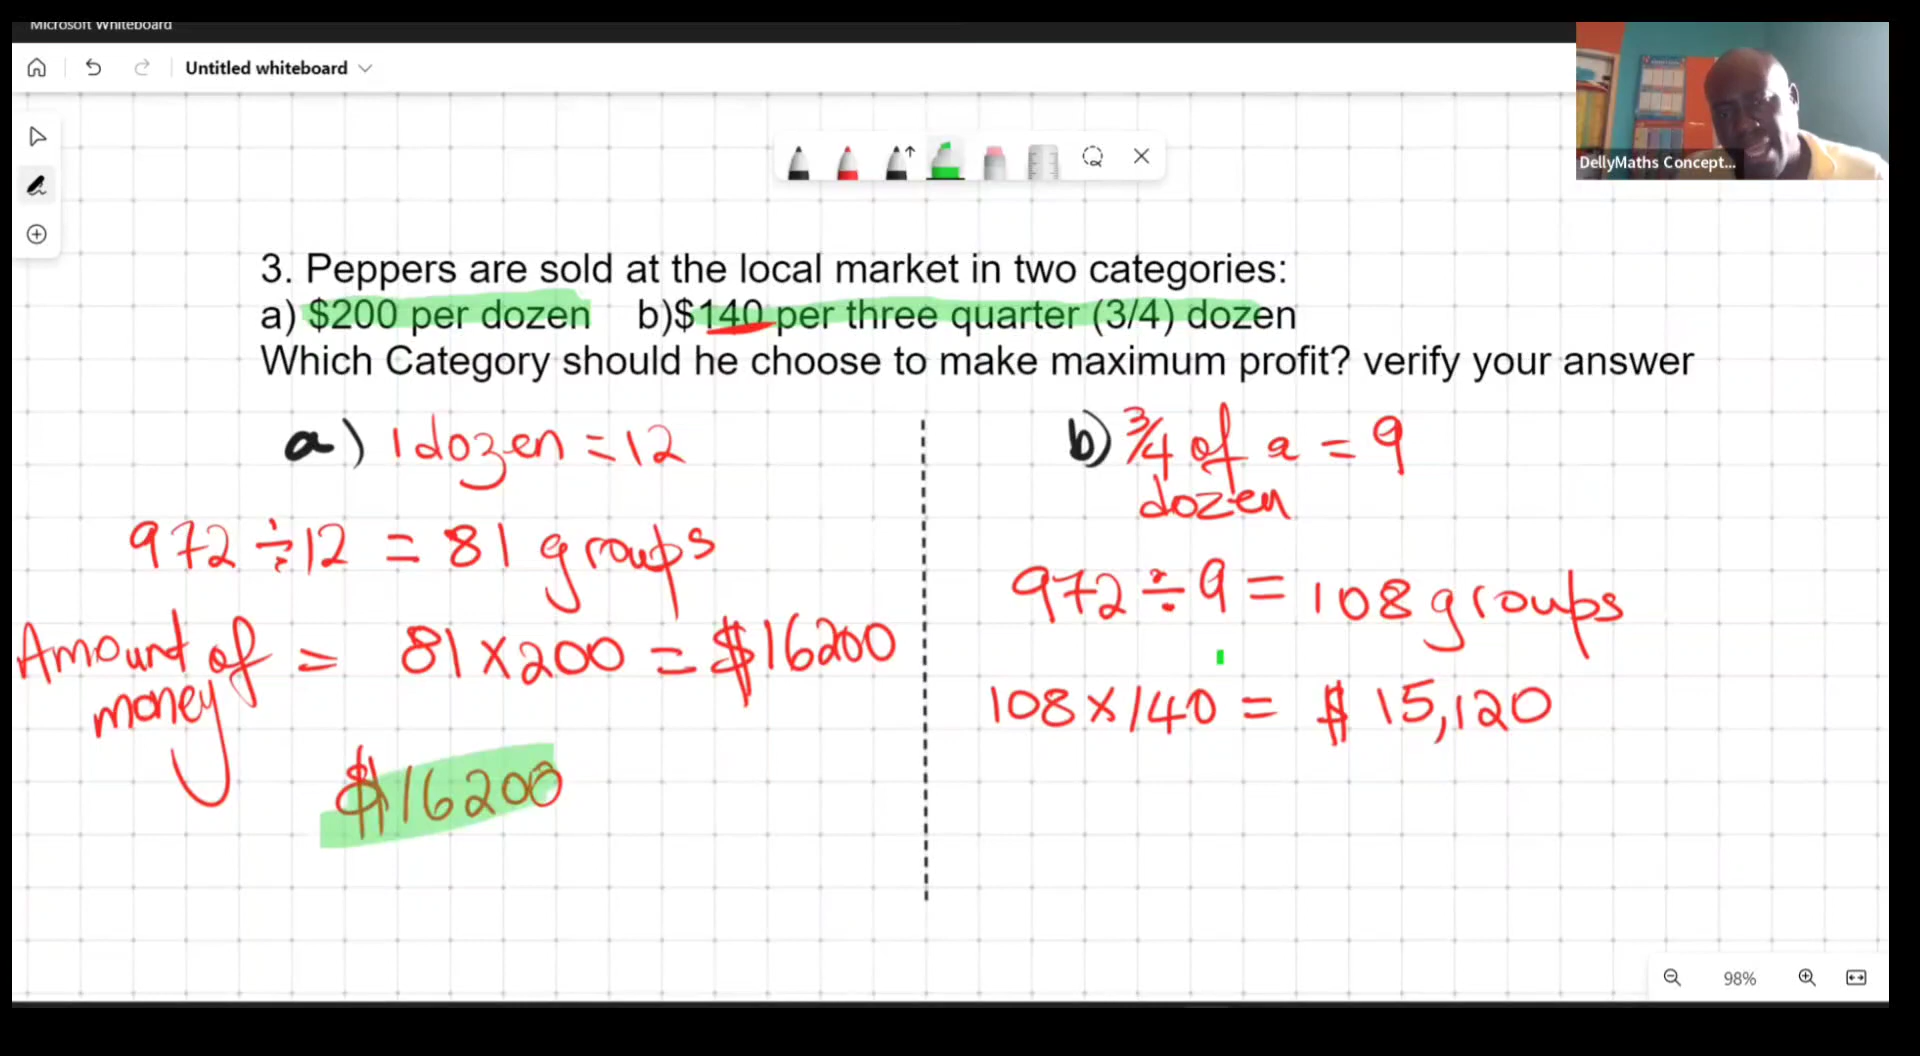 Microsoft Whiteboard
Untitled whiteboard
DellyMaths Concept...
3. Peppers are sold at the local market in two categories:
a) $200 per dozen b)$140 per three quarter (3/4) dozen
Which Category should he choose to make maximum profit? verify your answer
a) 1 dozen = 12
972 ÷ 12 = 81 groups
Amount of money = 81 × 200 = $16200
$16200
b) 3/4 of a = 9
dozen
972 ÷ 9 = 108 groups
108 × 140 = $ 15,120
98%